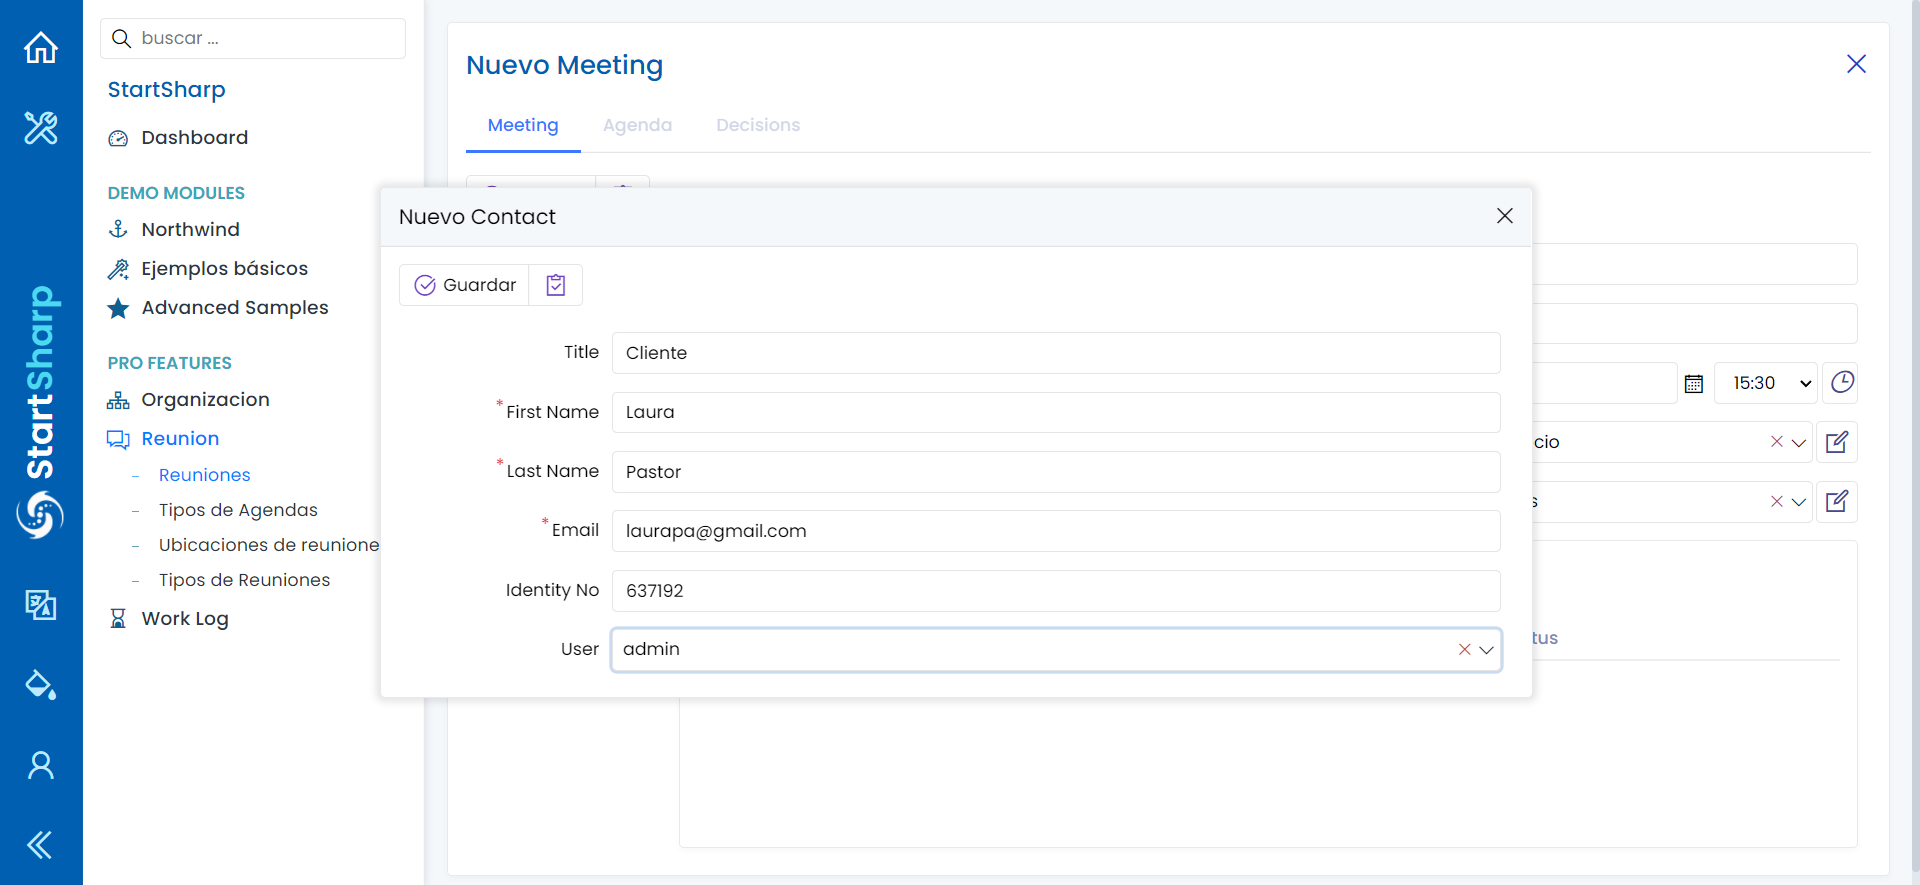 buscar ...
StartSharp
Dashboard
DEMO MODULES
Northwind
Ejemplos básicos
Advanced Samples
PRO FEATURES
Organizacion
Reunion
Reuniones
Tipos de Agendas
Ubicaciones de reunione
Tipos de Reuniones
Work Log
StartSharp
Nuevo Meeting
Meeting Agenda Decisions
Nuevo Contact
Guardar
Title Cliente
*First Name Laura
*Last Name Pastor
*Email laurapa@gmail.com
Identity No 637192
User admin
15:30
cio
s
tus